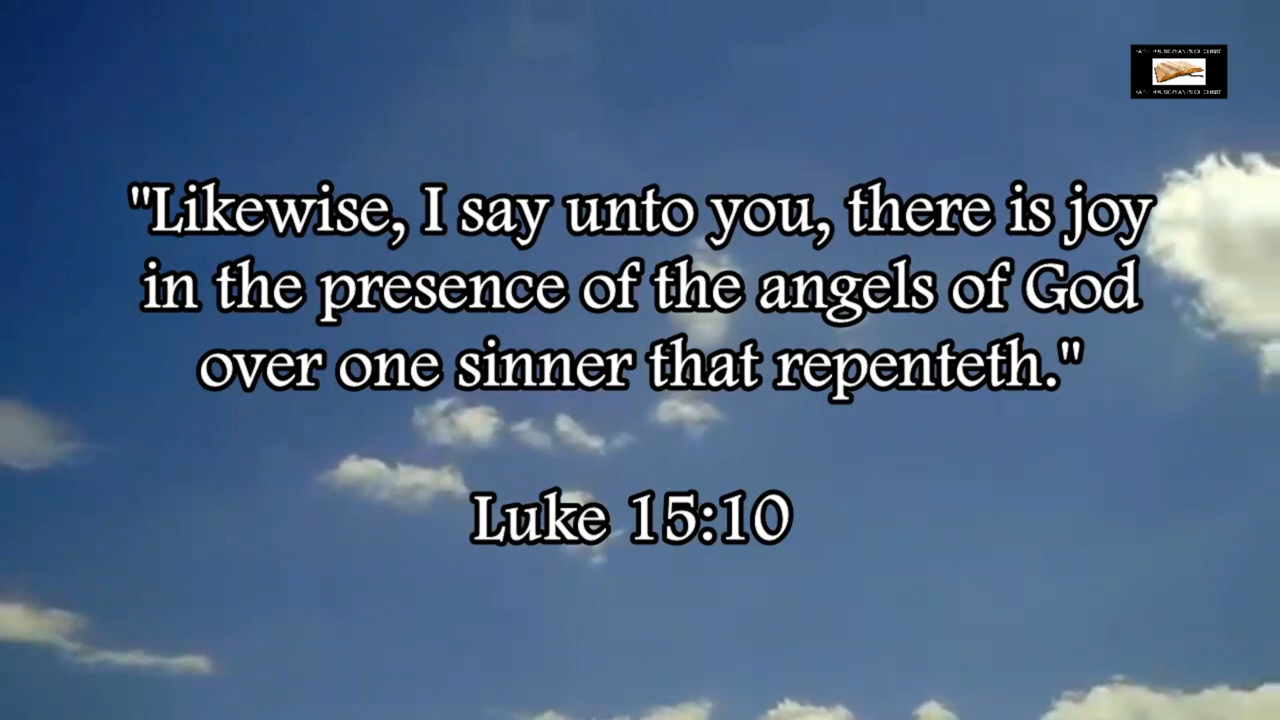 "Likewise, I say unto you, there is joy
in the presence of the angels of God
over one sinner that repenteth."
Luke 15:10